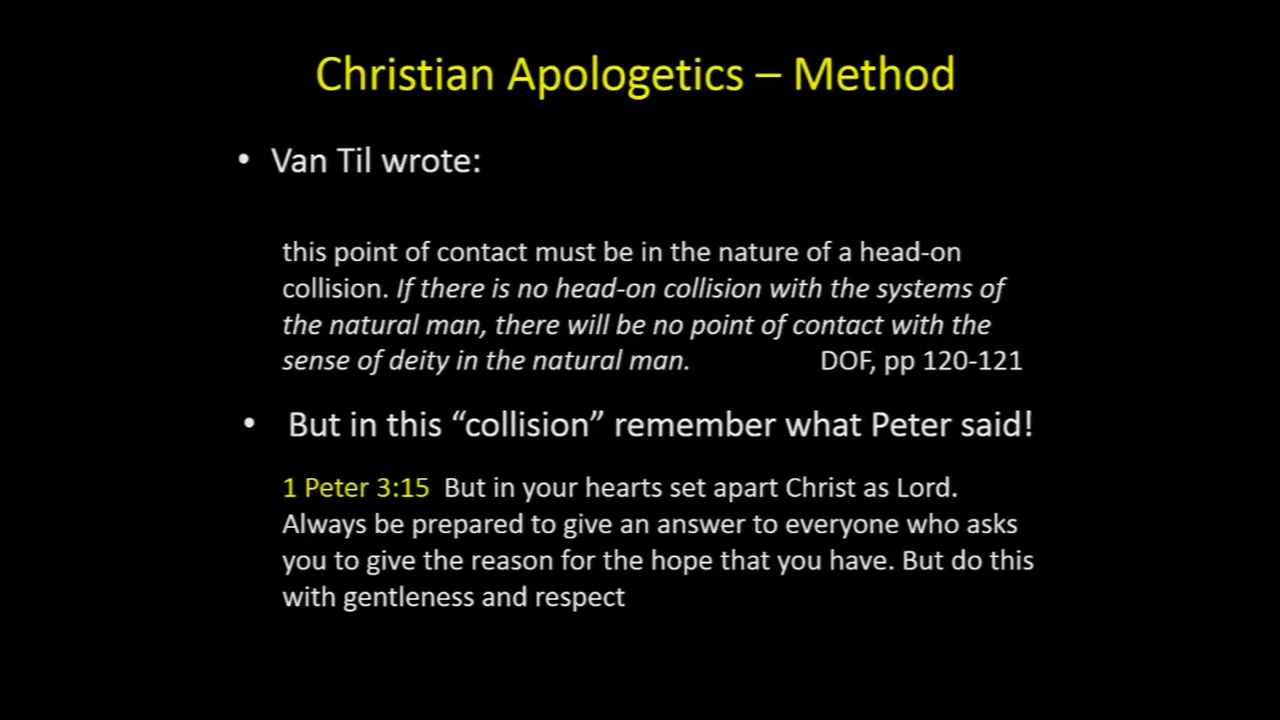 Christian Apologetics – Method
• Van Til wrote:
this point of contact must be in the nature of a head-on
collision. If there is no head-on collision with the systems of
the natural man, there will be no point of contact with the
sense of deity in the natural man. DOF, pp 120-121
• But in this “collision” remember what Peter said!
1 Peter 3:15 But in your hearts set apart Christ as Lord.
Always be prepared to give an answer to everyone who asks
you to give the reason for the hope that you have. But do this
with gentleness and respect